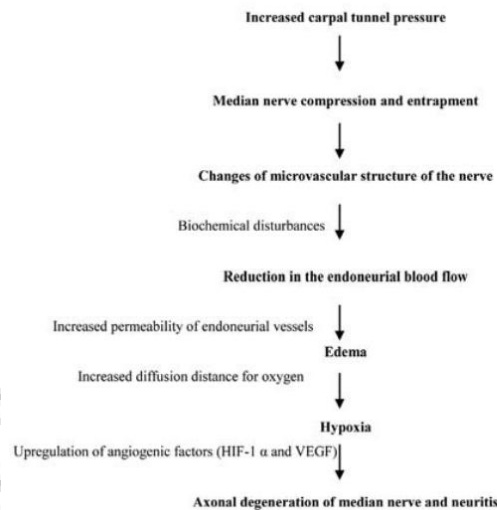 Increased carpal tunnel pressure
Median nerve compression and entrapment
Changes of microvascular structure of the nerve
Biochemical disturbances
Reduction in the endoneurial blood flow
Increased permeability of endoneurial vessels
Edema
Increased diffusion distance for oxygen
Hypoxia
Upregulation of angiogenic factors (HIF-1 α and VEGF)
Axonal degeneration of median nerve and neuritis